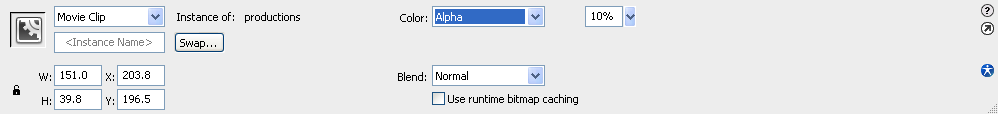 Movie Clip Instance of: productions Color: Alpha 10%
<Instance Name> Swap...
W: 151.0 X: 203.8 Blend: Normal
H: 39.8 Y: 196.5 Use runtime bitmap caching